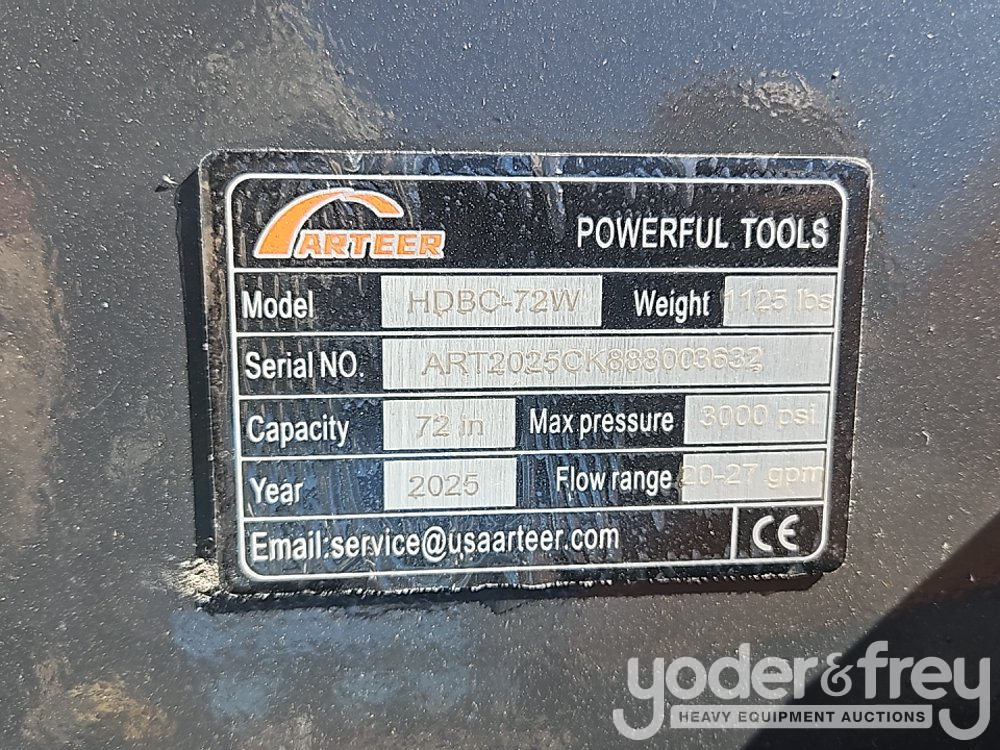 ARTEER POWERFUL TOOLS
Model HDBC-72W Weight 1125 lbs
Serial NO. ART2025CK888003632
Capacity 72 in Max pressure 3000 psi
Year 2025 Flow range 20-27 gpm
Email:service@usaarteer.com CE
yoder&frey
HEAVY EQUIPMENT AUCTIONS